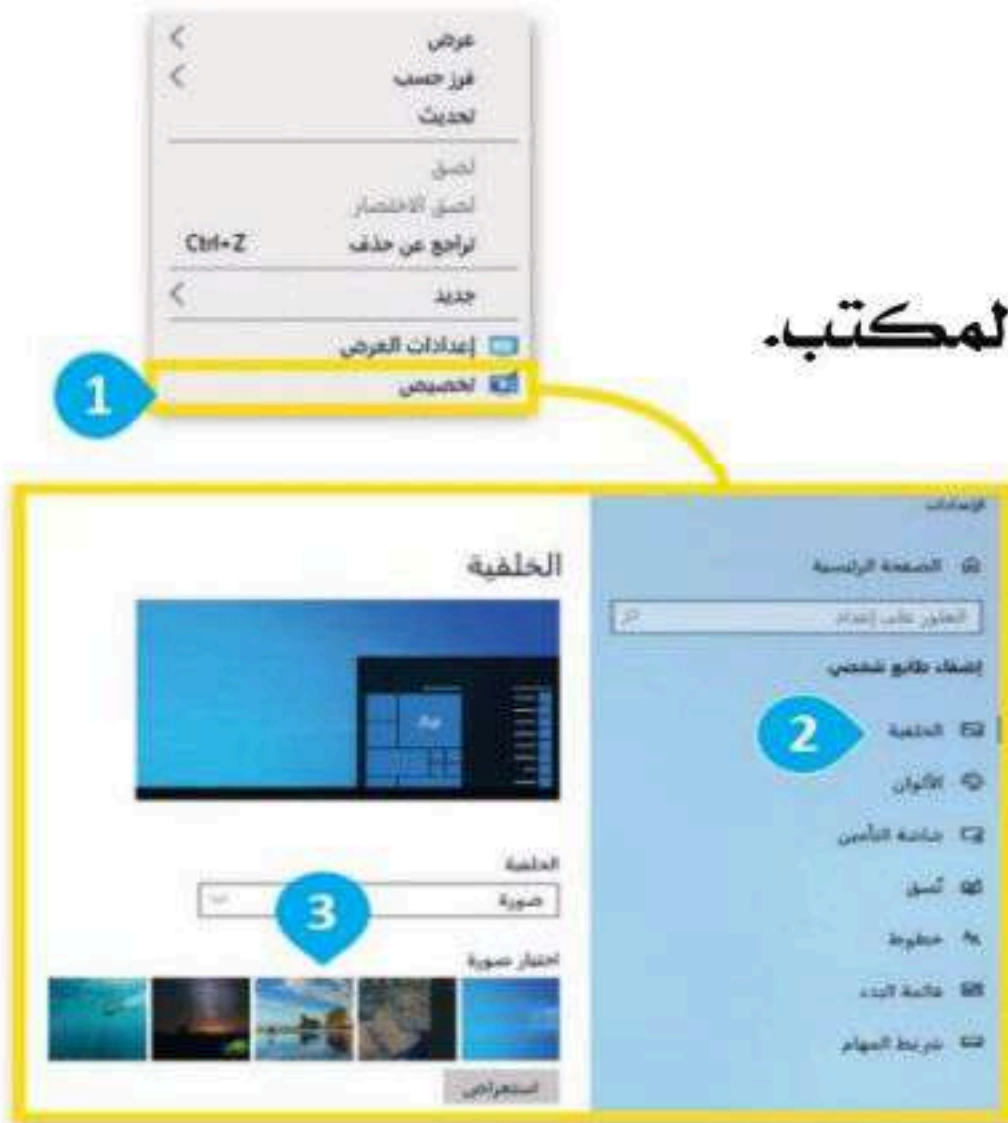 عرض
فرز حسب
تحديث
لصق
لصق الاختصار
تراجع عن حذف Ctrl+Z
جديد
إعدادات العرض
تخصيص
1
لمكتب.
الإعدادات
الصفحة الرئيسية
العثور على إعداد
إضفاء طابع شخصي
2
الخلفية
الألوان
شاشة التأمين
نُسق
خطوط
قائمة البدء
شريط المهام
الخلفية
Aa
الخلفية
صورة
3
اختيار صورة
استعراض